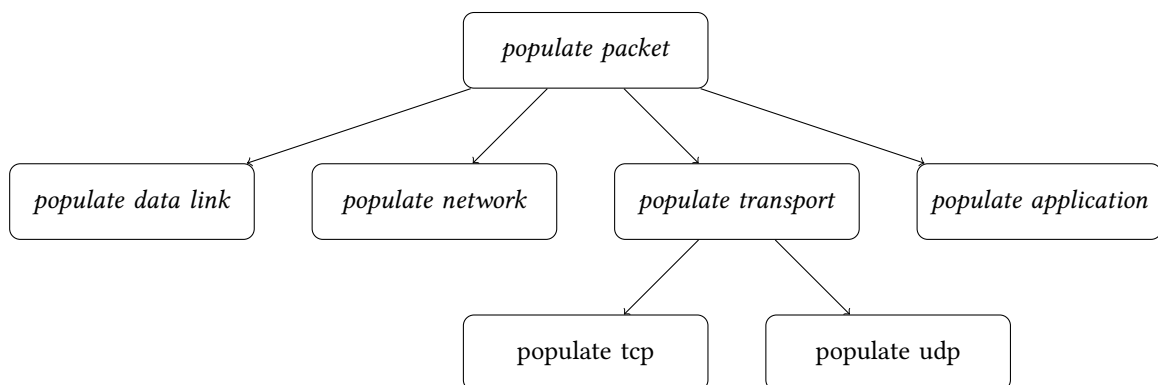 populate packet
populate data link
populate network
populate transport
populate application
populate tcp
populate udp